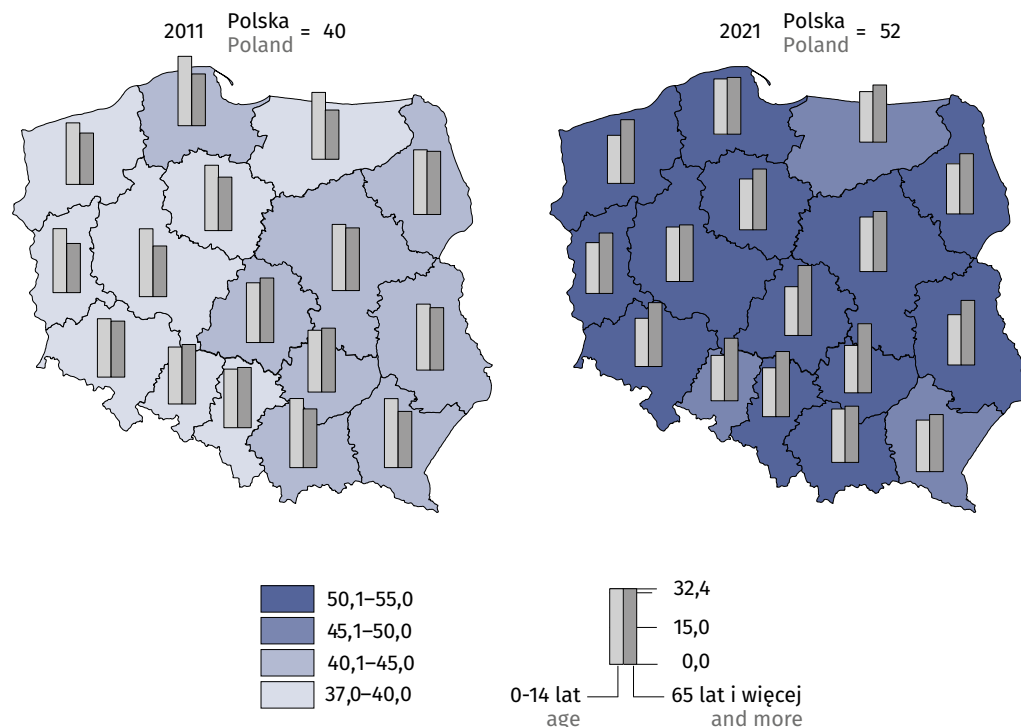 2011 Polska = 40
Poland
2021 Polska = 52
Poland
50,1–55,0
45,1–50,0
40,1–45,0
37,0–40,0
32,4
15,0
0,0
0-14 lat
age
65 lat i więcej
and more